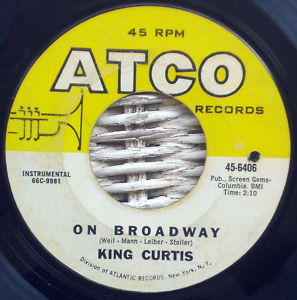 45 RPM
ATCO
RECORDS
INSTRUMENTAL
66C-9981
45-6406
Pub., Screen Gems-
Columbia, BMI
Time: 2:10
ON BROADWAY
(Weil - Mann - Leiber - Stoller)
KING CURTIS
Division of ATLANTIC RECORDS, New York, N. Y.